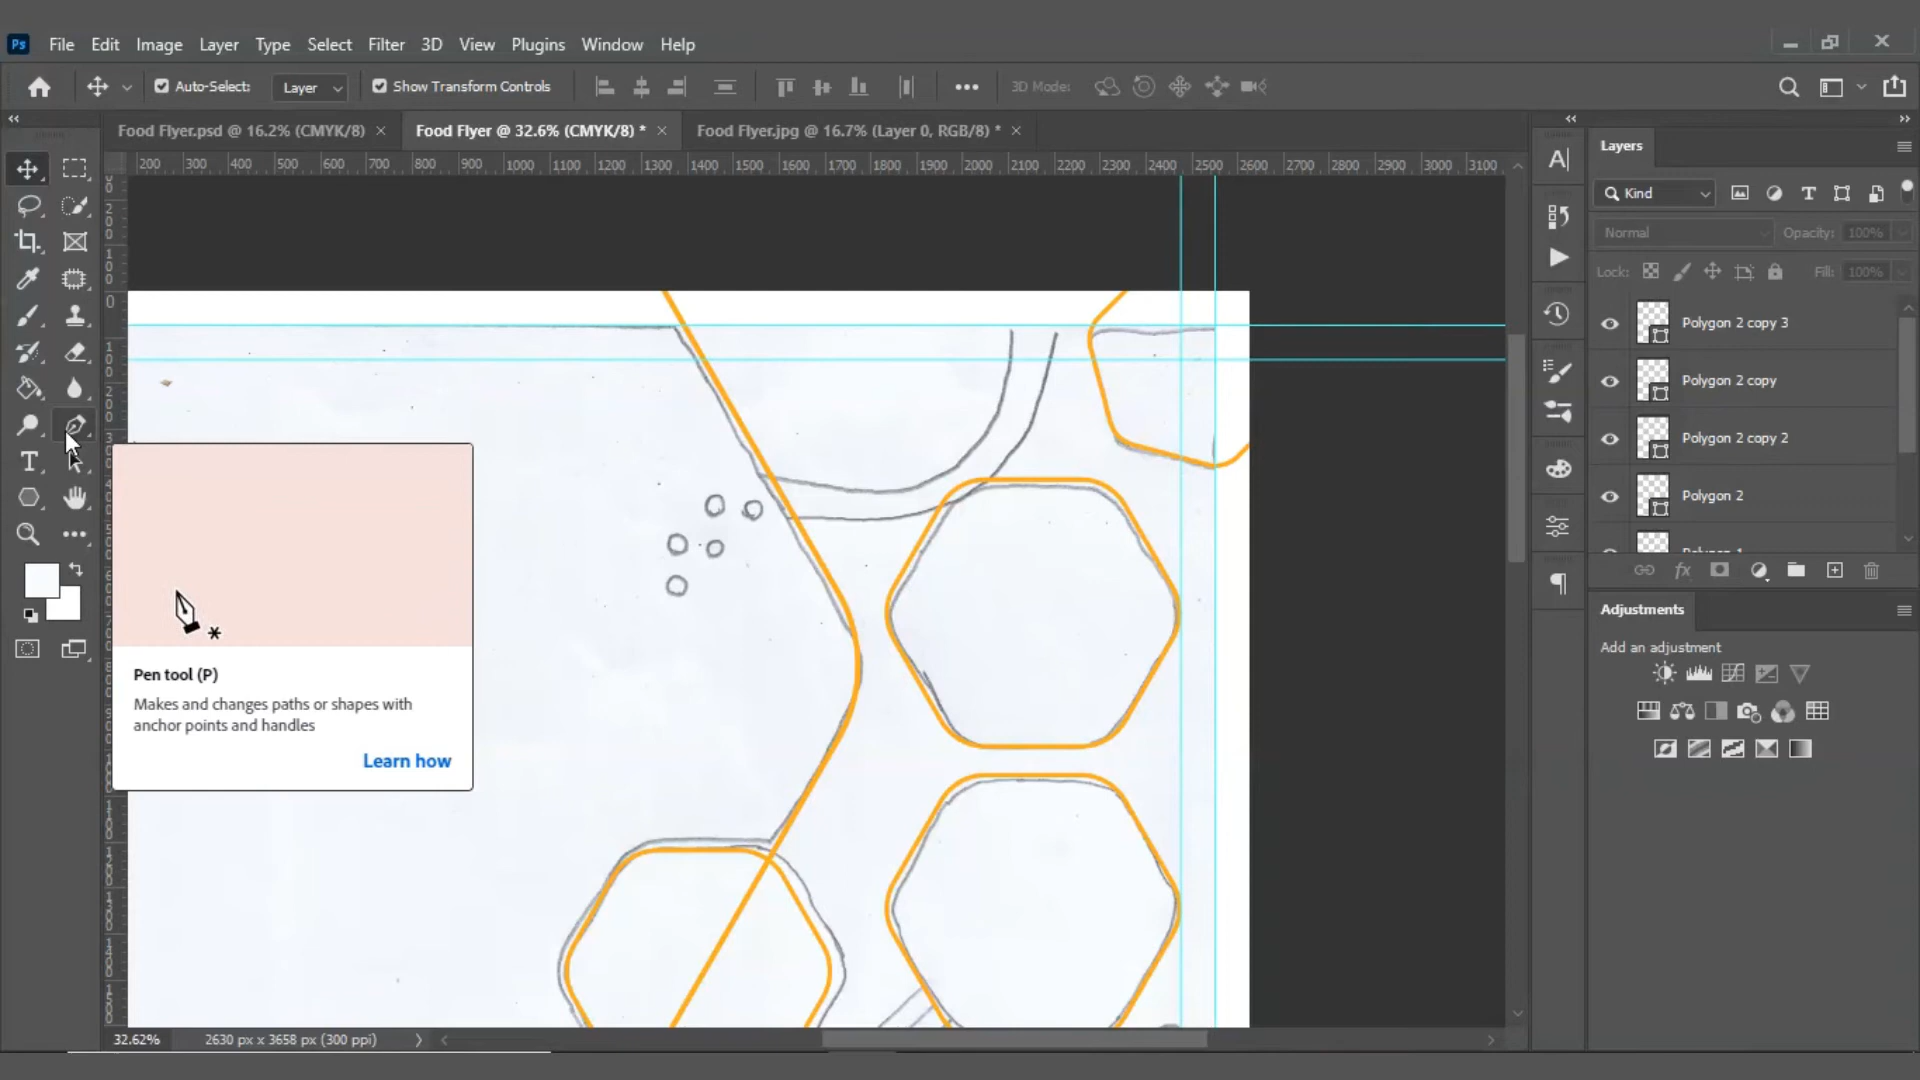 Ps File Edit Image Layer Type Select Filter 3D View Plugins Window Help
Auto-Select: Layer Show Transform Controls 3D Mode:
Food Flyer.psd @ 16.2% (CMYK/8) × Food Flyer @ 32.6% (CMYK/8) * × Food Flyer.jpg @ 16.7% (Layer 0, RGB/8) * ×
200 300 400 500 600 700 800 900 1000 1100 1200 1300 1400 1500 1600 1700 1800 1900 2000 2100 2200 2300 2400 2500 2600 2700 2800 2900 3000 3100
Layers
Kind
Normal Opacity: 100%
Lock: Fill: 100%
Polygon 2 copy 3
Polygon 2 copy
Polygon 2 copy 2
Polygon 2
Pen tool (P)
Makes and changes paths or shapes with
anchor points and handles
Learn how
Adjustments
Add an adjustment
32.62% 2630 px x 3658 px (300 ppi)